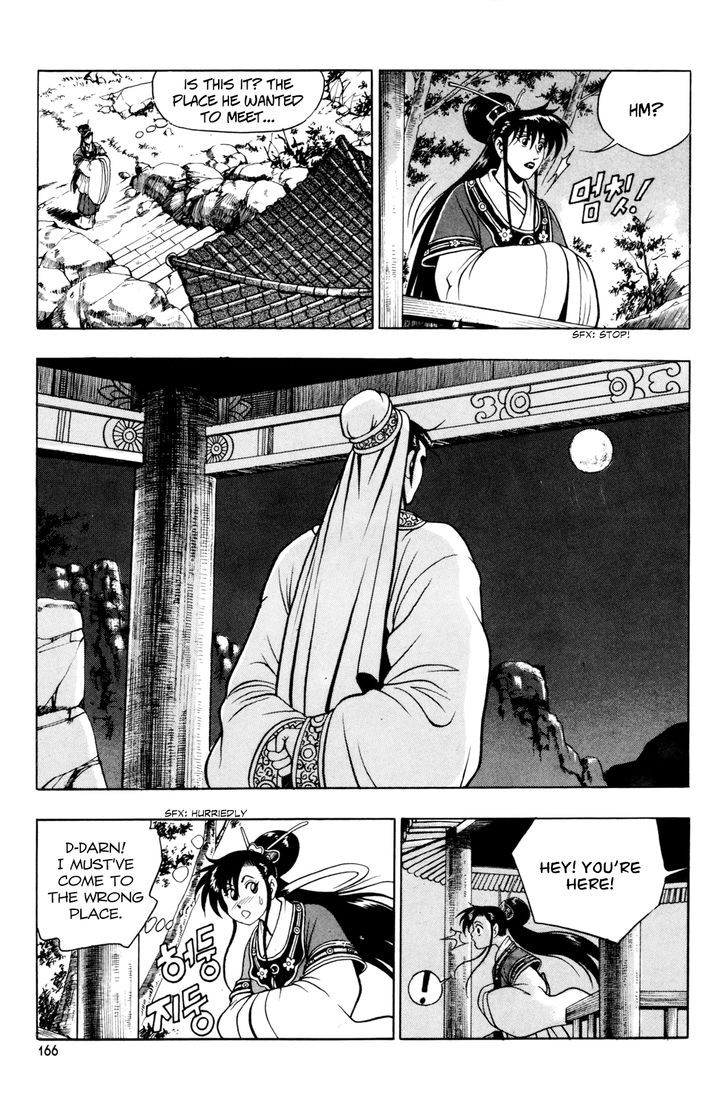 IS THIS IT? THE
PLACE HE WANTED
TO MEET...
HM?
멈칫!
SFX: STOP!
SFX: HURRIEDLY
D-DARN!
I MUST'VE
COME TO
THE WRONG
PLACE.
허둥
지둥
HEY! YOU'RE
HERE!
!
166